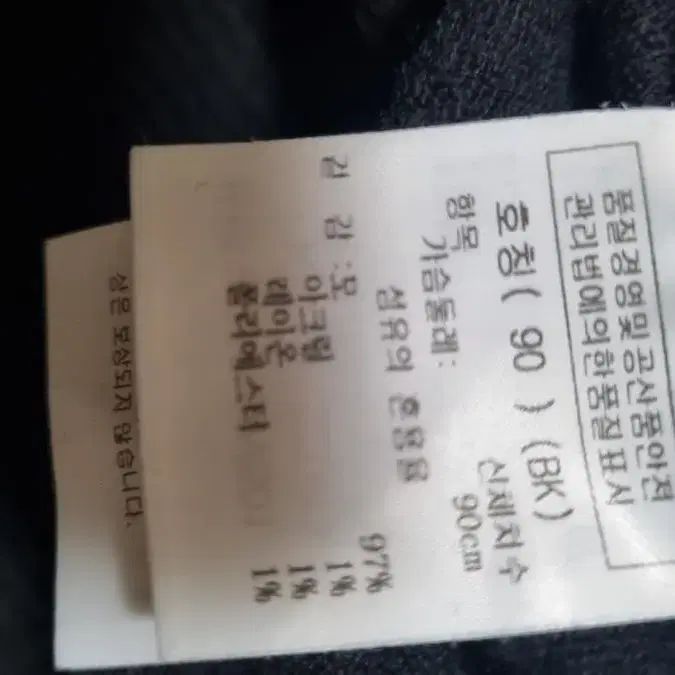 품질경영및공산품안전
관리법에의한품질표시
호칭( 90 ) (BK)
항목 신체치수
가슴둘레: 90cm
섬유의 혼용율
겉 감 :모 97%
아크릴 1%
레이온 1%
폴리에스터 1%
상은 보상되지 않습니다.